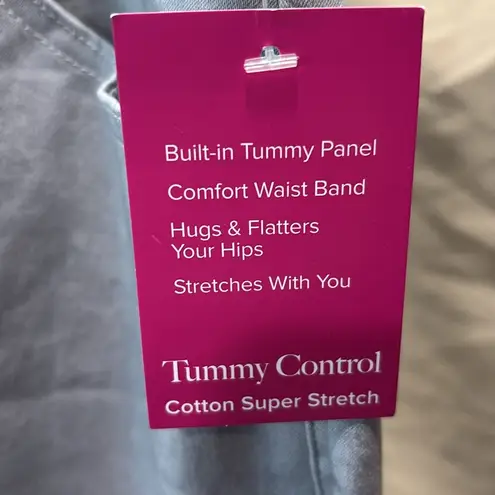 Built-in Tummy Panel
Comfort Waist Band
Hugs & Flatters
Your Hips
Stretches With You
Tummy Control
Cotton Super Stretch